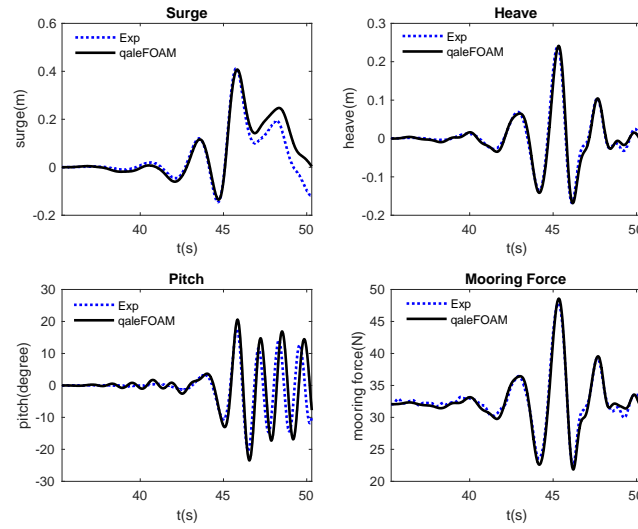 Surge
Exp
qaleFOAM
surge(m)
0.6
0.4
0.2
0
-0.2
40
45
50
t(s)
Heave
Exp
qaleFOAM
heave(m)
0.3
0.2
0.1
0
-0.1
-0.2
40
45
50
t(s)
Pitch
Exp
qaleFOAM
pitch(degree)
30
20
10
0
-10
-20
-30
40
45
50
t(s)
Mooring Force
Exp
qaleFOAM
mooring force(N)
50
45
40
35
30
25
20
40
45
50
t(s)